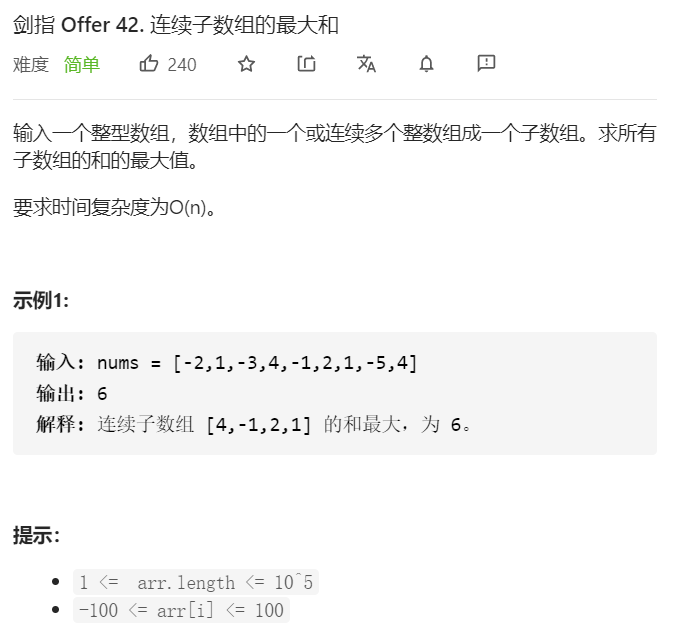 剑指 Offer 42. 连续子数组的最大和
难度 简单 240
输入一个整型数组，数组中的一个或连续多个整数组成一个子数组。求所有
子数组的和的最大值。
要求时间复杂度为O(n)。
示例1:
输入: nums = [-2,1,-3,4,-1,2,1,-5,4]
输出: 6
解释: 连续子数组 [4,-1,2,1] 的和最大，为 6。
提示：
1 <= arr.length <= 10^5
-100 <= arr[i] <= 100